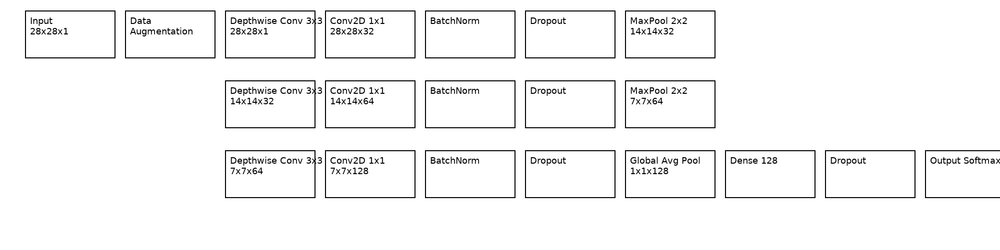 Input
28x28x1
Data
Augmentation
Depthwise Conv 3x3
28x28x1
Conv2D 1x1
28x28x32
BatchNorm
Dropout
MaxPool 2x2
14x14x32
Depthwise Conv 3x3
14x14x32
Conv2D 1x1
14x14x64
BatchNorm
Dropout
MaxPool 2x2
7x7x64
Depthwise Conv 3x3
7x7x64
Conv2D 1x1
7x7x128
BatchNorm
Dropout
Global Avg Pool
1x1x128
Dense 128
Dropout
Output Softmax